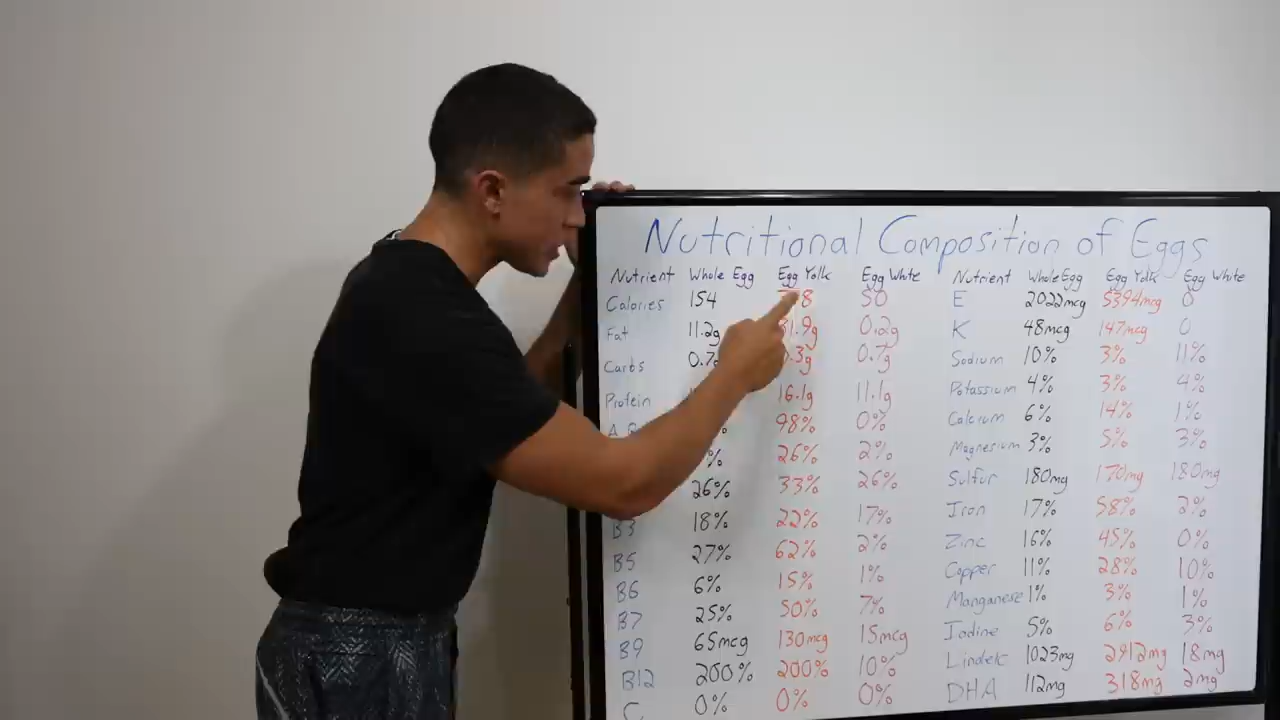 Nutritional Composition of Eggs
Nutrient Whole Egg Egg Yolk Egg White Nutrient Whole Egg Egg Yolk Egg White
Calories 154 50 E 2022mcg 5394mcg 0
Fat 11.2g 31.9g 0.2g K 48mcg 147mcg 0
Carbs 0.7g Sodium 10% 3% 11%
Protein 16.1g 11.1g Potassium 4% 3% 4%
98% 0% Calcium 6% 14% 1%
26% 2% Magnesium 3% 5% 3%
26% 33% 26% Sulfur 180mg 170mg 180mg
B3 18% 22% 17% Iron 17% 58% 2%
B5 27% 62% 2% Zinc 16% 45% 0%
B6 6% 15% 1% Copper 11% 28% 10%
B7 25% 50% 7% Manganese 1% 3% 1%
B9 65mcg 130mcg 15mcg Iodine 5% 6% 3%
B12 200% 200% 10% Linoleic 1023mg 2912mg 18mg
C 0% 0% 0% DHA 112mg 318mg 2mg